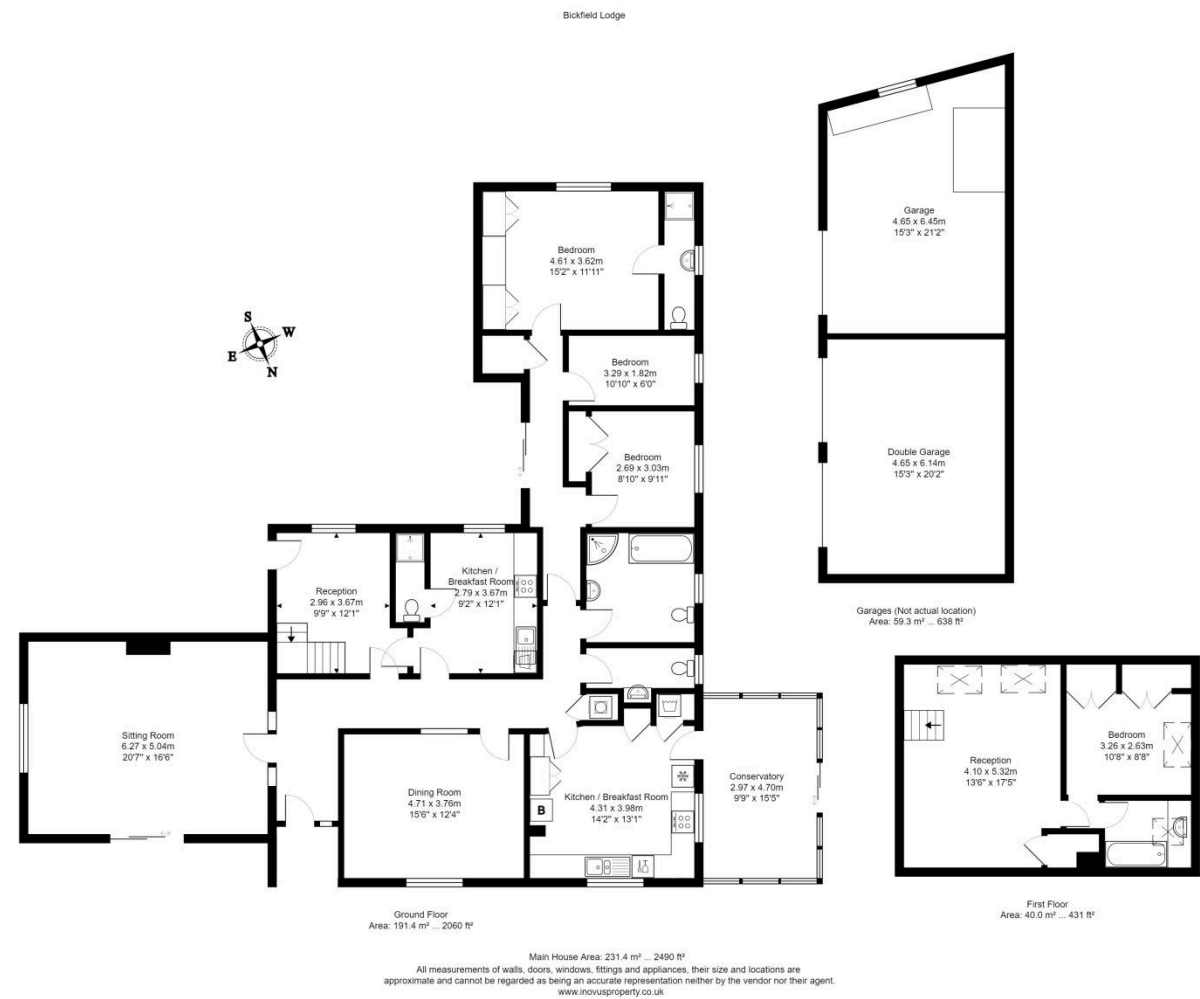 Bickfield Lodge
Garage
4.65 x 6.45m
15'3" x 21'2"
Bedroom
4.61 x 3.62m
15'2" x 11'11"
S
W
E
N
Bedroom
3.29 x 1.82m
10'10" x 6'0"
Bedroom
2.69 x 3.03m
8'10" x 9'11"
Double Garage
4.65 x 6.14m
15'3" x 20'2"
Reception
2.96 x 3.67m
9'9" x 12'1"
Kitchen /
Breakfast Room
2.79 x 3.67m
9'2" x 12'1"
Garages (Not actual location)
Area: 59.3 m² ... 638 ft²
Sitting Room
6.27 x 5.04m
20'7" x 16'6"
Dining Room
4.71 x 3.76m
15'6" x 12'4"
Kitchen / Breakfast Room
4.31 x 3.98m
14'2" x 13'1"
B
Conservatory
2.97 x 4.70m
9'9" x 15'5"
Reception
4.10 x 5.32m
13'6" x 17'5"
Bedroom
3.26 x 2.63m
10'8" x 8'8"
Ground Floor
Area: 191.4 m² ... 2060 ft²
First Floor
Area: 40.0 m² ... 431 ft²
Main House Area: 231.4 m² ... 2490 ft²
All measurements of walls, doors, windows, fittings and appliances, their size and locations are
approximate and cannot be regarded as being an accurate representation neither by the vendor nor their agent.
www.inovusproperty.co.uk